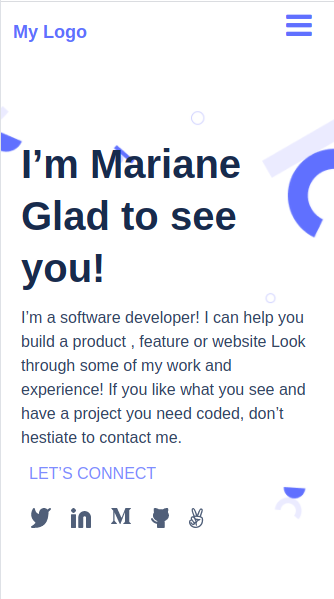 My Logo
I’m Mariane
Glad to see
you!
I’m a software developer! I can help you
build a product , feature or website Look
through some of my work and
experience! If you like what you see and
have a project you need coded, don’t
hestiate to contact me.
LET’S CONNECT